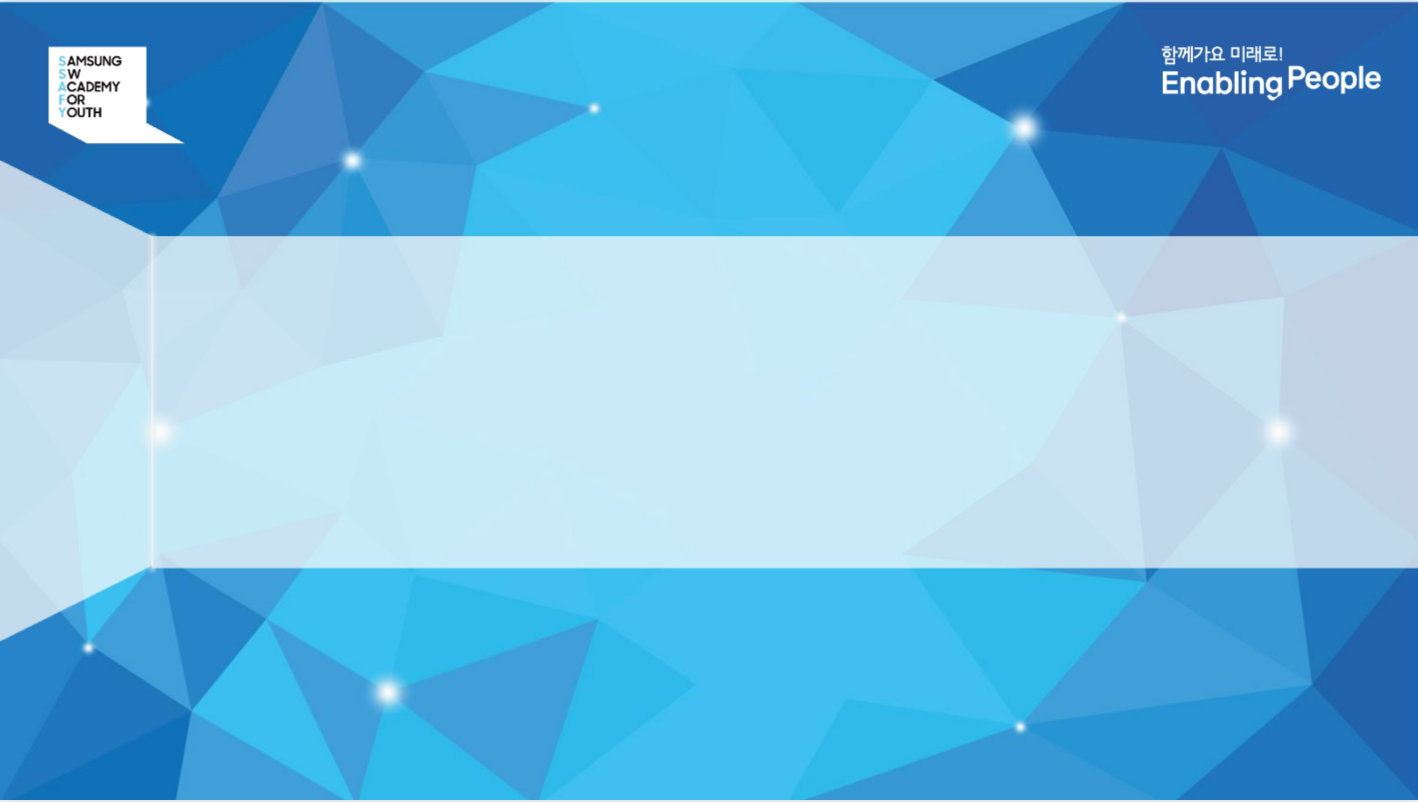 SAMSUNG
SW
ACADEMY
FOR
YOUTH
함께가요 미래로!
Enabling People